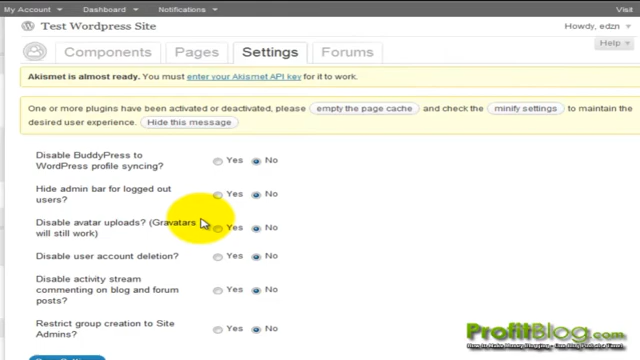 My Account Dashboard Notifications Visit
Test Wordpress Site Howdy, edzn
Help
Components Pages Settings Forums
Akismet is almost ready. You must enter your Akismet API key for it to work.
One or more plugins have been activated or deactivated, please empty the page cache and check the minify settings to maintain the
desired user experience. Hide this message
Disable BuddyPress to
WordPress profile syncing? Yes No
Hide admin bar for logged out
users? Yes No
Disable avatar uploads? (Gravatars
will still work) Yes No
Disable user account deletion? Yes No
Disable activity stream
commenting on blog and forum
posts? Yes No
Restrict group creation to Site
Admins? Yes No
ProfitBlog.com